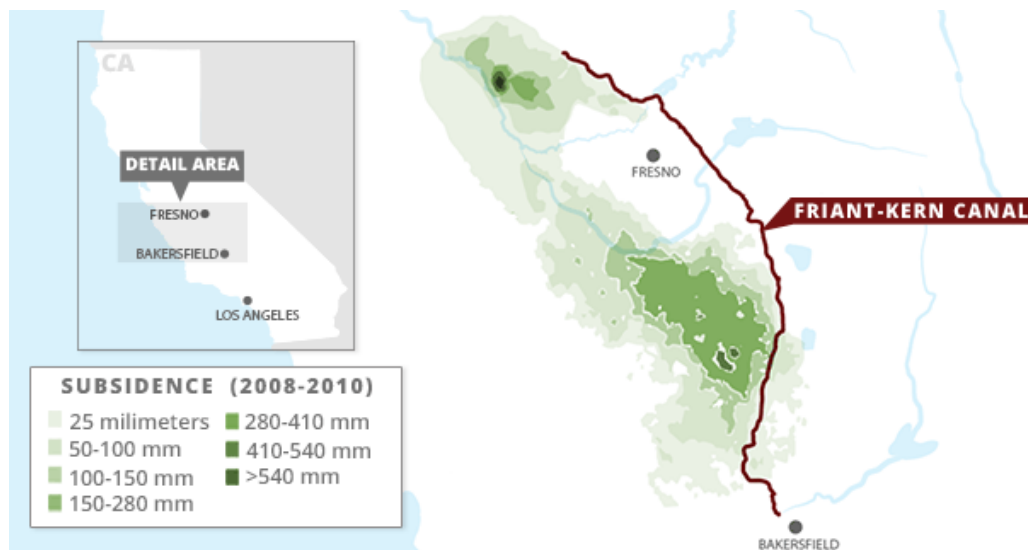 CA
DETAIL AREA
FRESNO
BAKERSFIELD
LOS ANGELES
SUBSIDENCE (2008-2010)
25 milimeters
50-100 mm
100-150 mm
150-280 mm
280-410 mm
410-540 mm
>540 mm
FRESNO
FRIANT-KERN CANAL
BAKERSFIELD